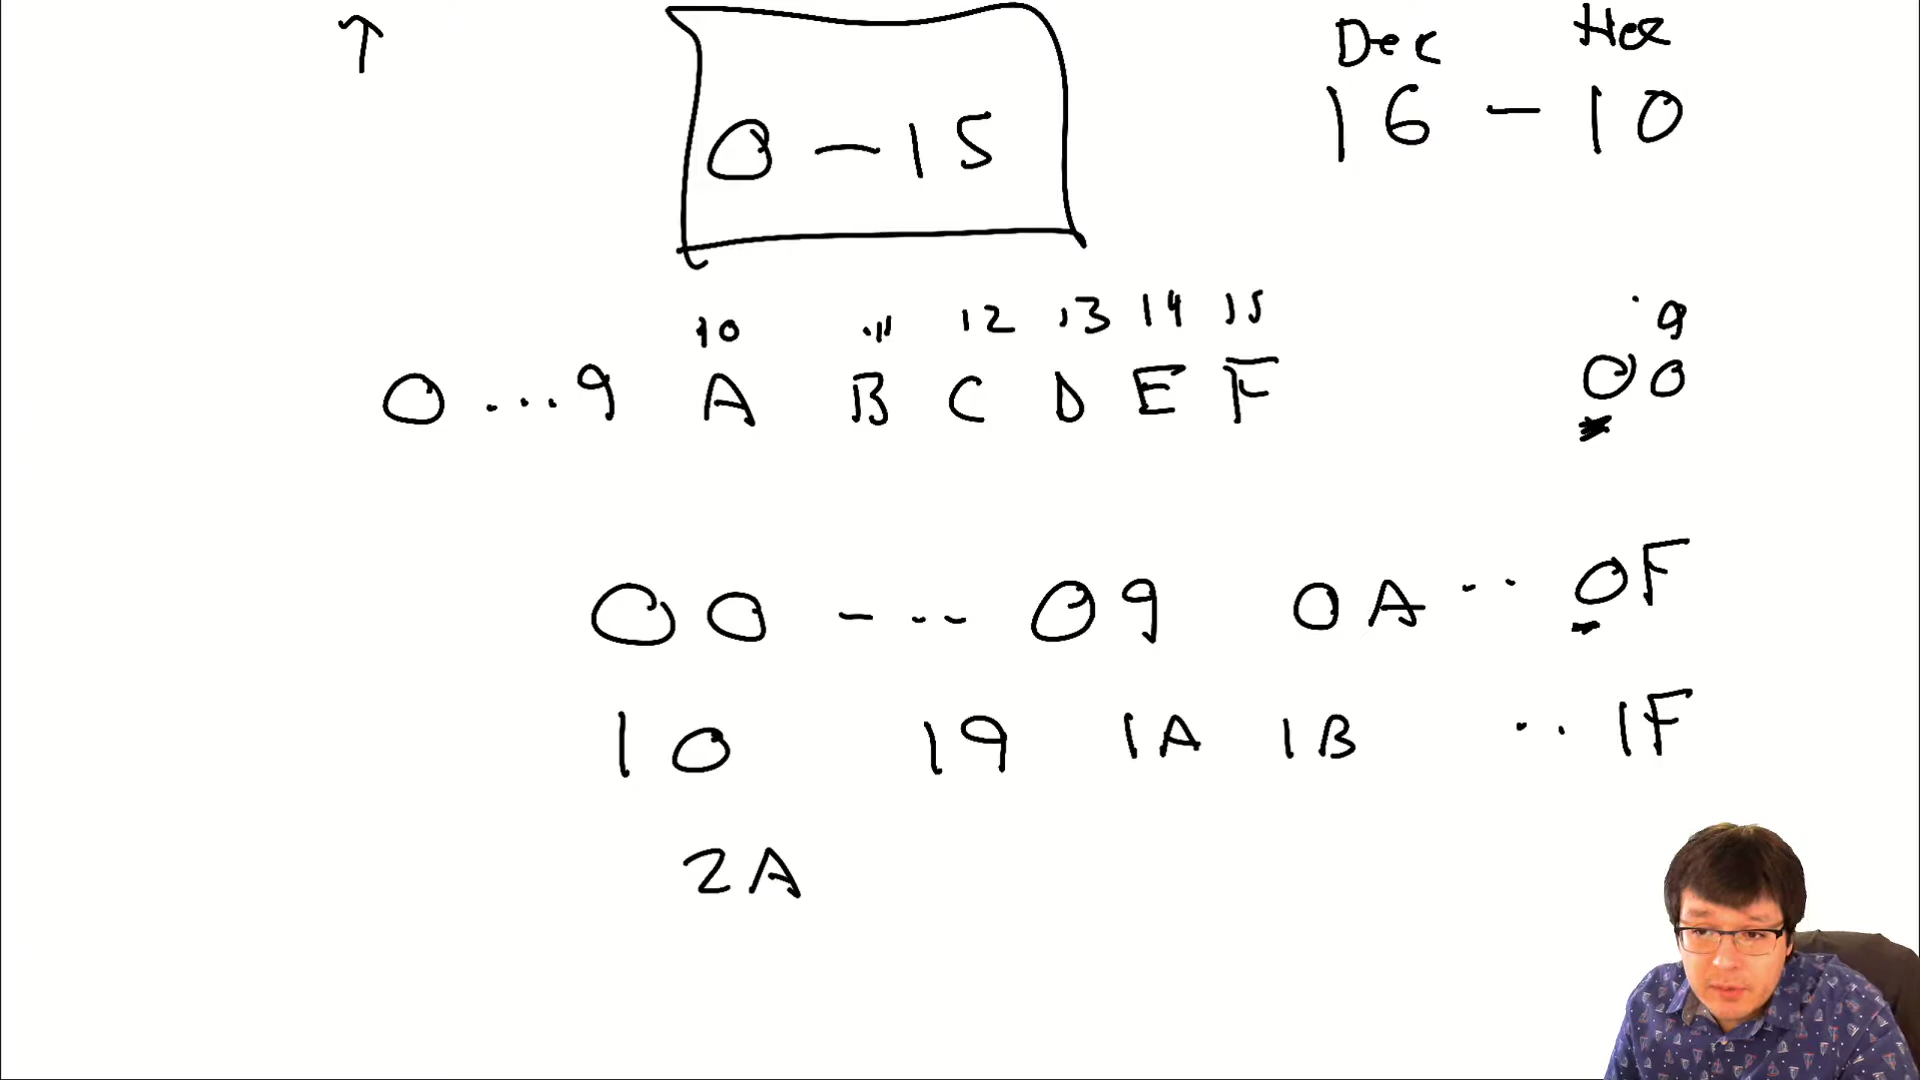 ↑
Dec Hex
16 - 10
0 - 15
10 11 12 13 14 15
9
0 ... 9 A B C D E F
00
00 - ... 09 0A ... 0F
10 19 1A 1B .. 1F
2A